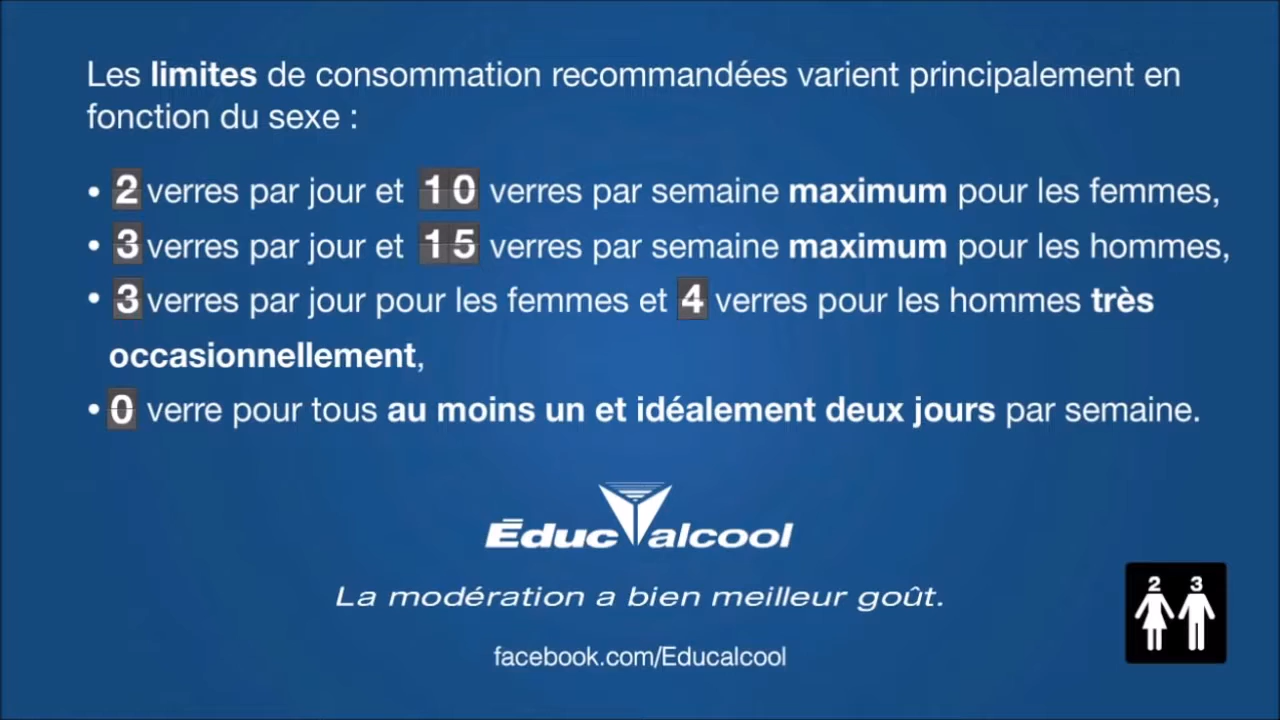 Les limites de consommation recommandées varient principalement en
fonction du sexe :
• 2 verres par jour et 10 verres par semaine maximum pour les femmes,
• 3 verres par jour et 15 verres par semaine maximum pour les hommes,
• 3 verres par jour pour les femmes et 4 verres pour les hommes très
occasionnellement,
• 0 verre pour tous au moins un et idéalement deux jours par semaine.
Éduc alcool
La modération a bien meilleur goût.
2 3
facebook.com/Educalcool